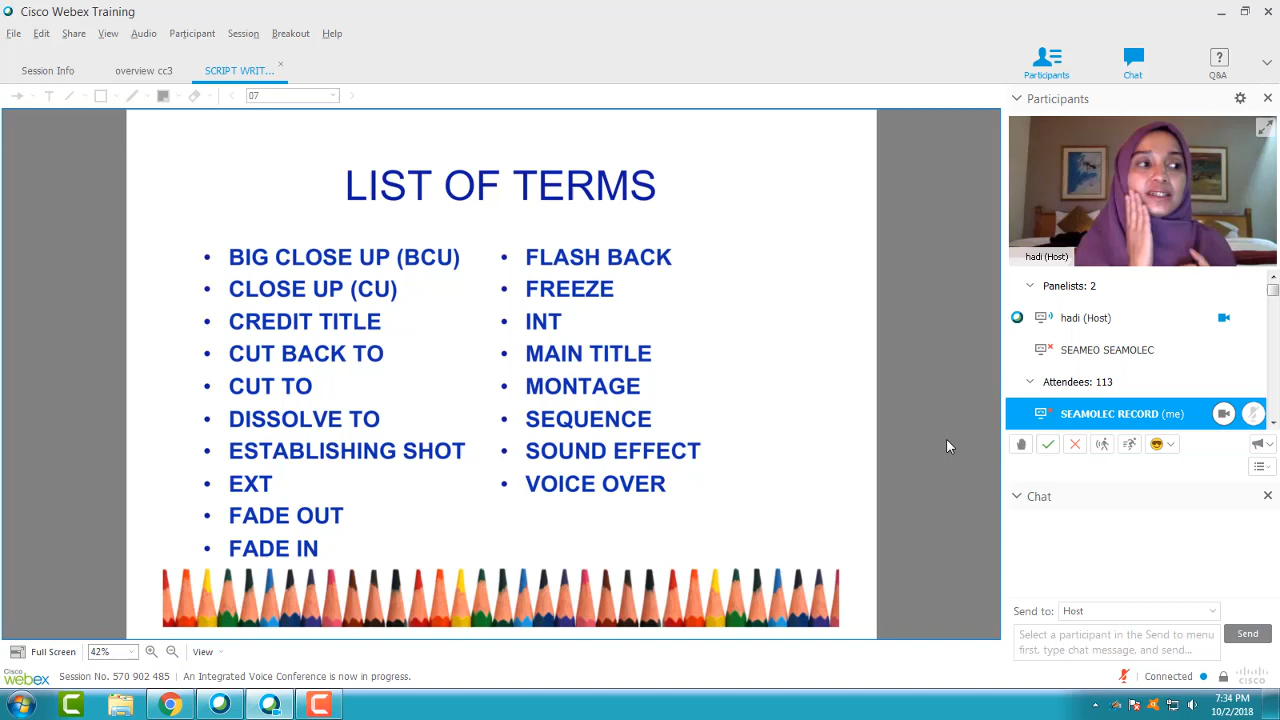 Cisco Webex Training
File Edit Share View Audio Participant Session Breakout Help
Session Info overview cc3 SCRIPT WRIT...
Participants Chat Q&A
07
Participants
LIST OF TERMS
BIG CLOSE UP (BCU)
CLOSE UP (CU)
CREDIT TITLE
CUT BACK TO
CUT TO
DISSOLVE TO
ESTABLISHING SHOT
EXT
FADE OUT
FADE IN
FLASH BACK
FREEZE
INT
MAIN TITLE
MONTAGE
SEQUENCE
SOUND EFFECT
VOICE OVER
hadi (Host)
Panelists: 2
hadi (Host)
SEAMEO SEAMOLEC
Attendees: 113
SEAMOLEC RECORD (me)
Chat
Send to: Host
Select a participant in the Send to menu
first, type chat message, and send...
Send
Full Screen 42% View
Cisco
webex Session No. 570 902 485 An Integrated Voice Conference is now in progress.
Connected
cisco
7:34 PM
10/2/2018